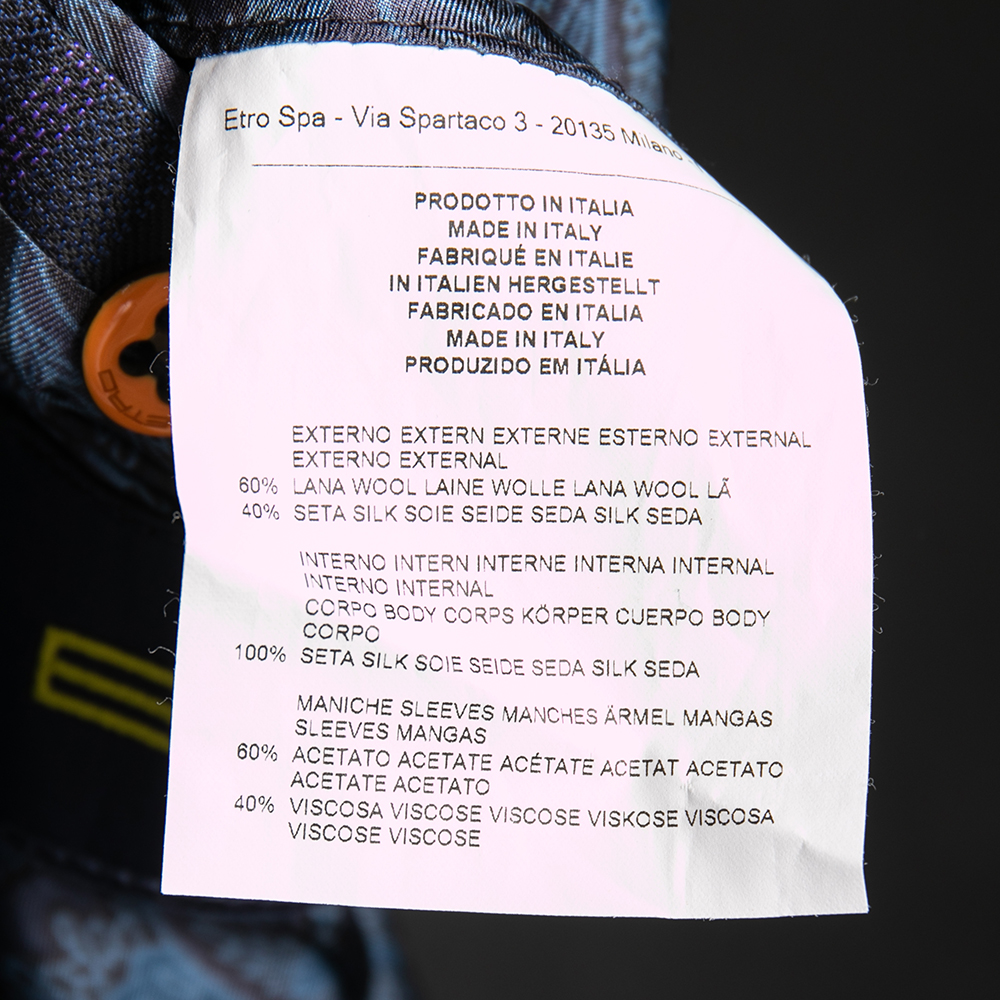 Etro Spa - Via Spartaco 3 - 20135 Milano
PRODOTTO IN ITALIA
MADE IN ITALY
FABRIQUÉ EN ITALIE
IN ITALIEN HERGESTELLT
FABRICADO EN ITALIA
MADE IN ITALY
PRODUZIDO EM ITÁLIA
EXTERNO EXTERN EXTERNE ESTERNO EXTERNAL
EXTERNO EXTERNAL
60% LANA WOOL LAINE WOLLE LANA WOOL LÃ
40% SETA SILK SOIE SEIDE SEDA SILK SEDA
INTERNO INTERN INTERNE INTERNA INTERNAL
INTERNO INTERNAL
CORPO BODY CORPS KÖRPER CUERPO BODY
CORPO
100% SETA SILK SOIE SEIDE SEDA SILK SEDA
MANICHE SLEEVES MANCHES ÄRMEL MANGAS
SLEEVES MANGAS
60% ACETATO ACETATE ACÉTATE ACETAT ACETATO
ACETATE ACETATO
40% VISCOSA VISCOSE VISCOSE VISKOSE VISCOSA
VISCOSE VISCOSE
ETRO